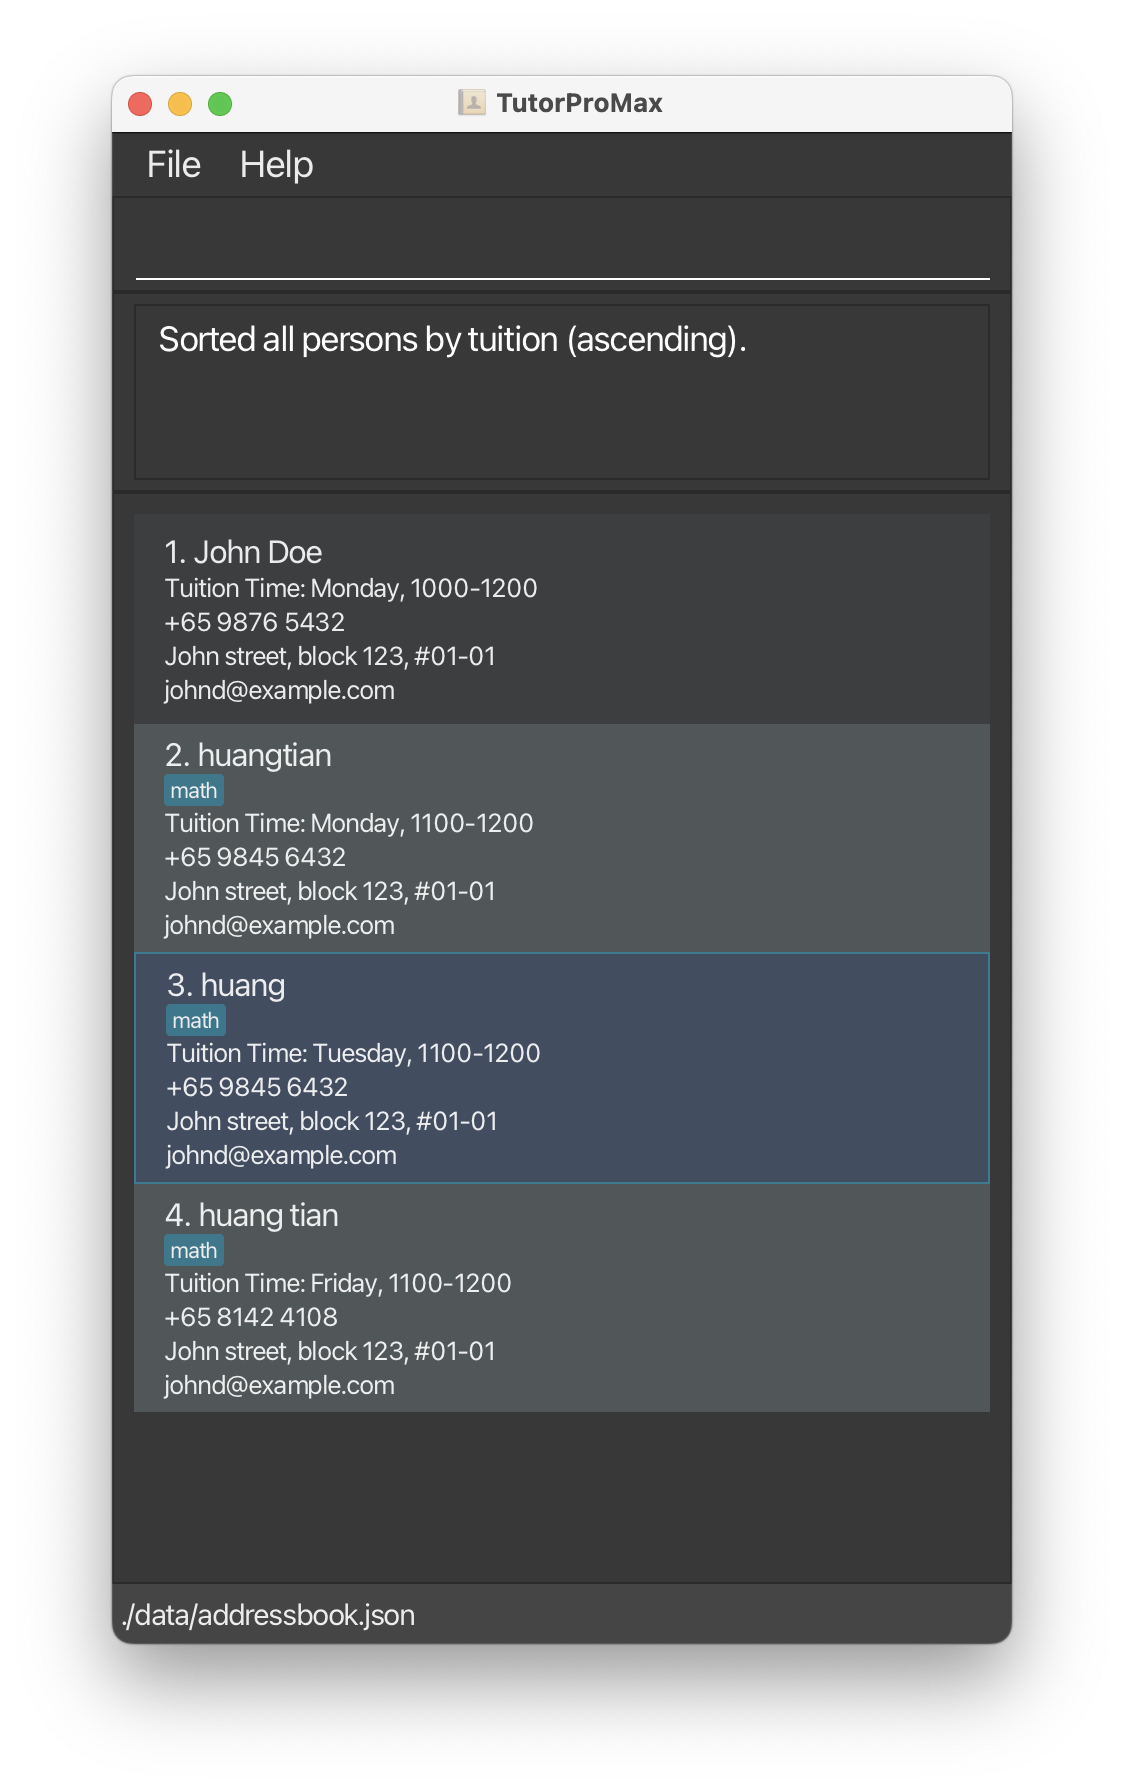 TutorProMax
File Help
Sorted all persons by tuition (ascending).
1. John Doe
Tuition Time: Monday, 1000-1200
+65 9876 5432
John street, block 123, #01-01
johnd@example.com
2. huangtian
math
Tuition Time: Monday, 1100-1200
+65 9845 6432
John street, block 123, #01-01
johnd@example.com
3. huang
math
Tuition Time: Tuesday, 1100-1200
+65 9845 6432
John street, block 123, #01-01
johnd@example.com
4. huang tian
math
Tuition Time: Friday, 1100-1200
+65 8142 4108
John street, block 123, #01-01
johnd@example.com
./data/addressbook.json